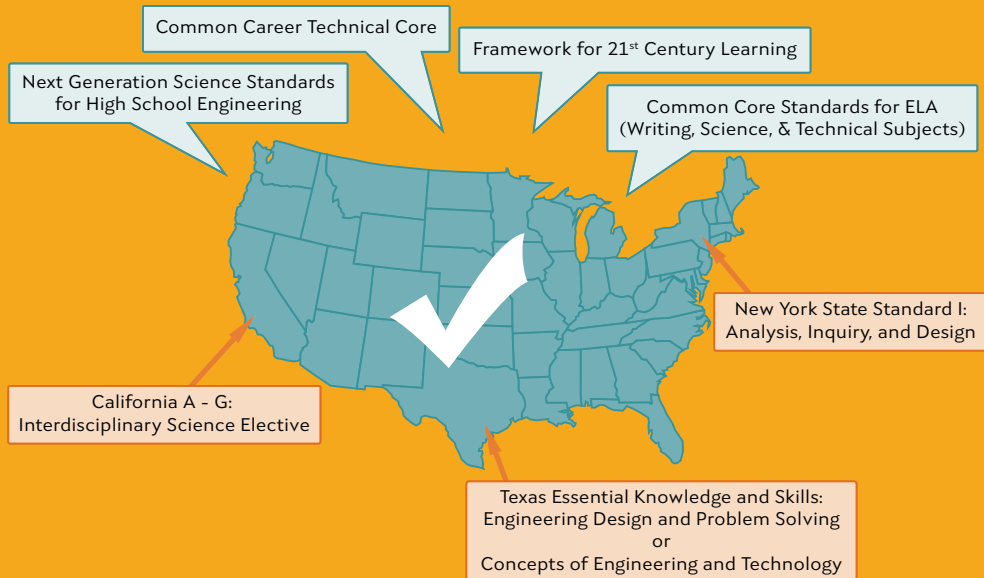 Common Career Technical Core
Framework for 21st Century Learning
Next Generation Science Standards
for High School Engineering
Common Core Standards for ELA
(Writing, Science, & Technical Subjects)
New York State Standard I:
Analysis, Inquiry, and Design
California A - G:
Interdisciplinary Science Elective
Texas Essential Knowledge and Skills:
Engineering Design and Problem Solving
or
Concepts of Engineering and Technology